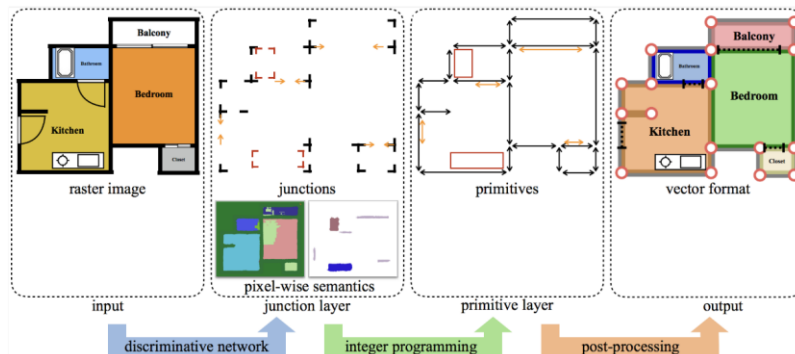 Balcony
Bathroom
Bedroom
Kitchen
Closet
raster image
junctions
primitives
Balcony
Bathroom
Bedroom
Kitchen
Closet
vector format
pixel-wise semantics
input
junction layer
primitive layer
output
discriminative network
integer programming
post-processing